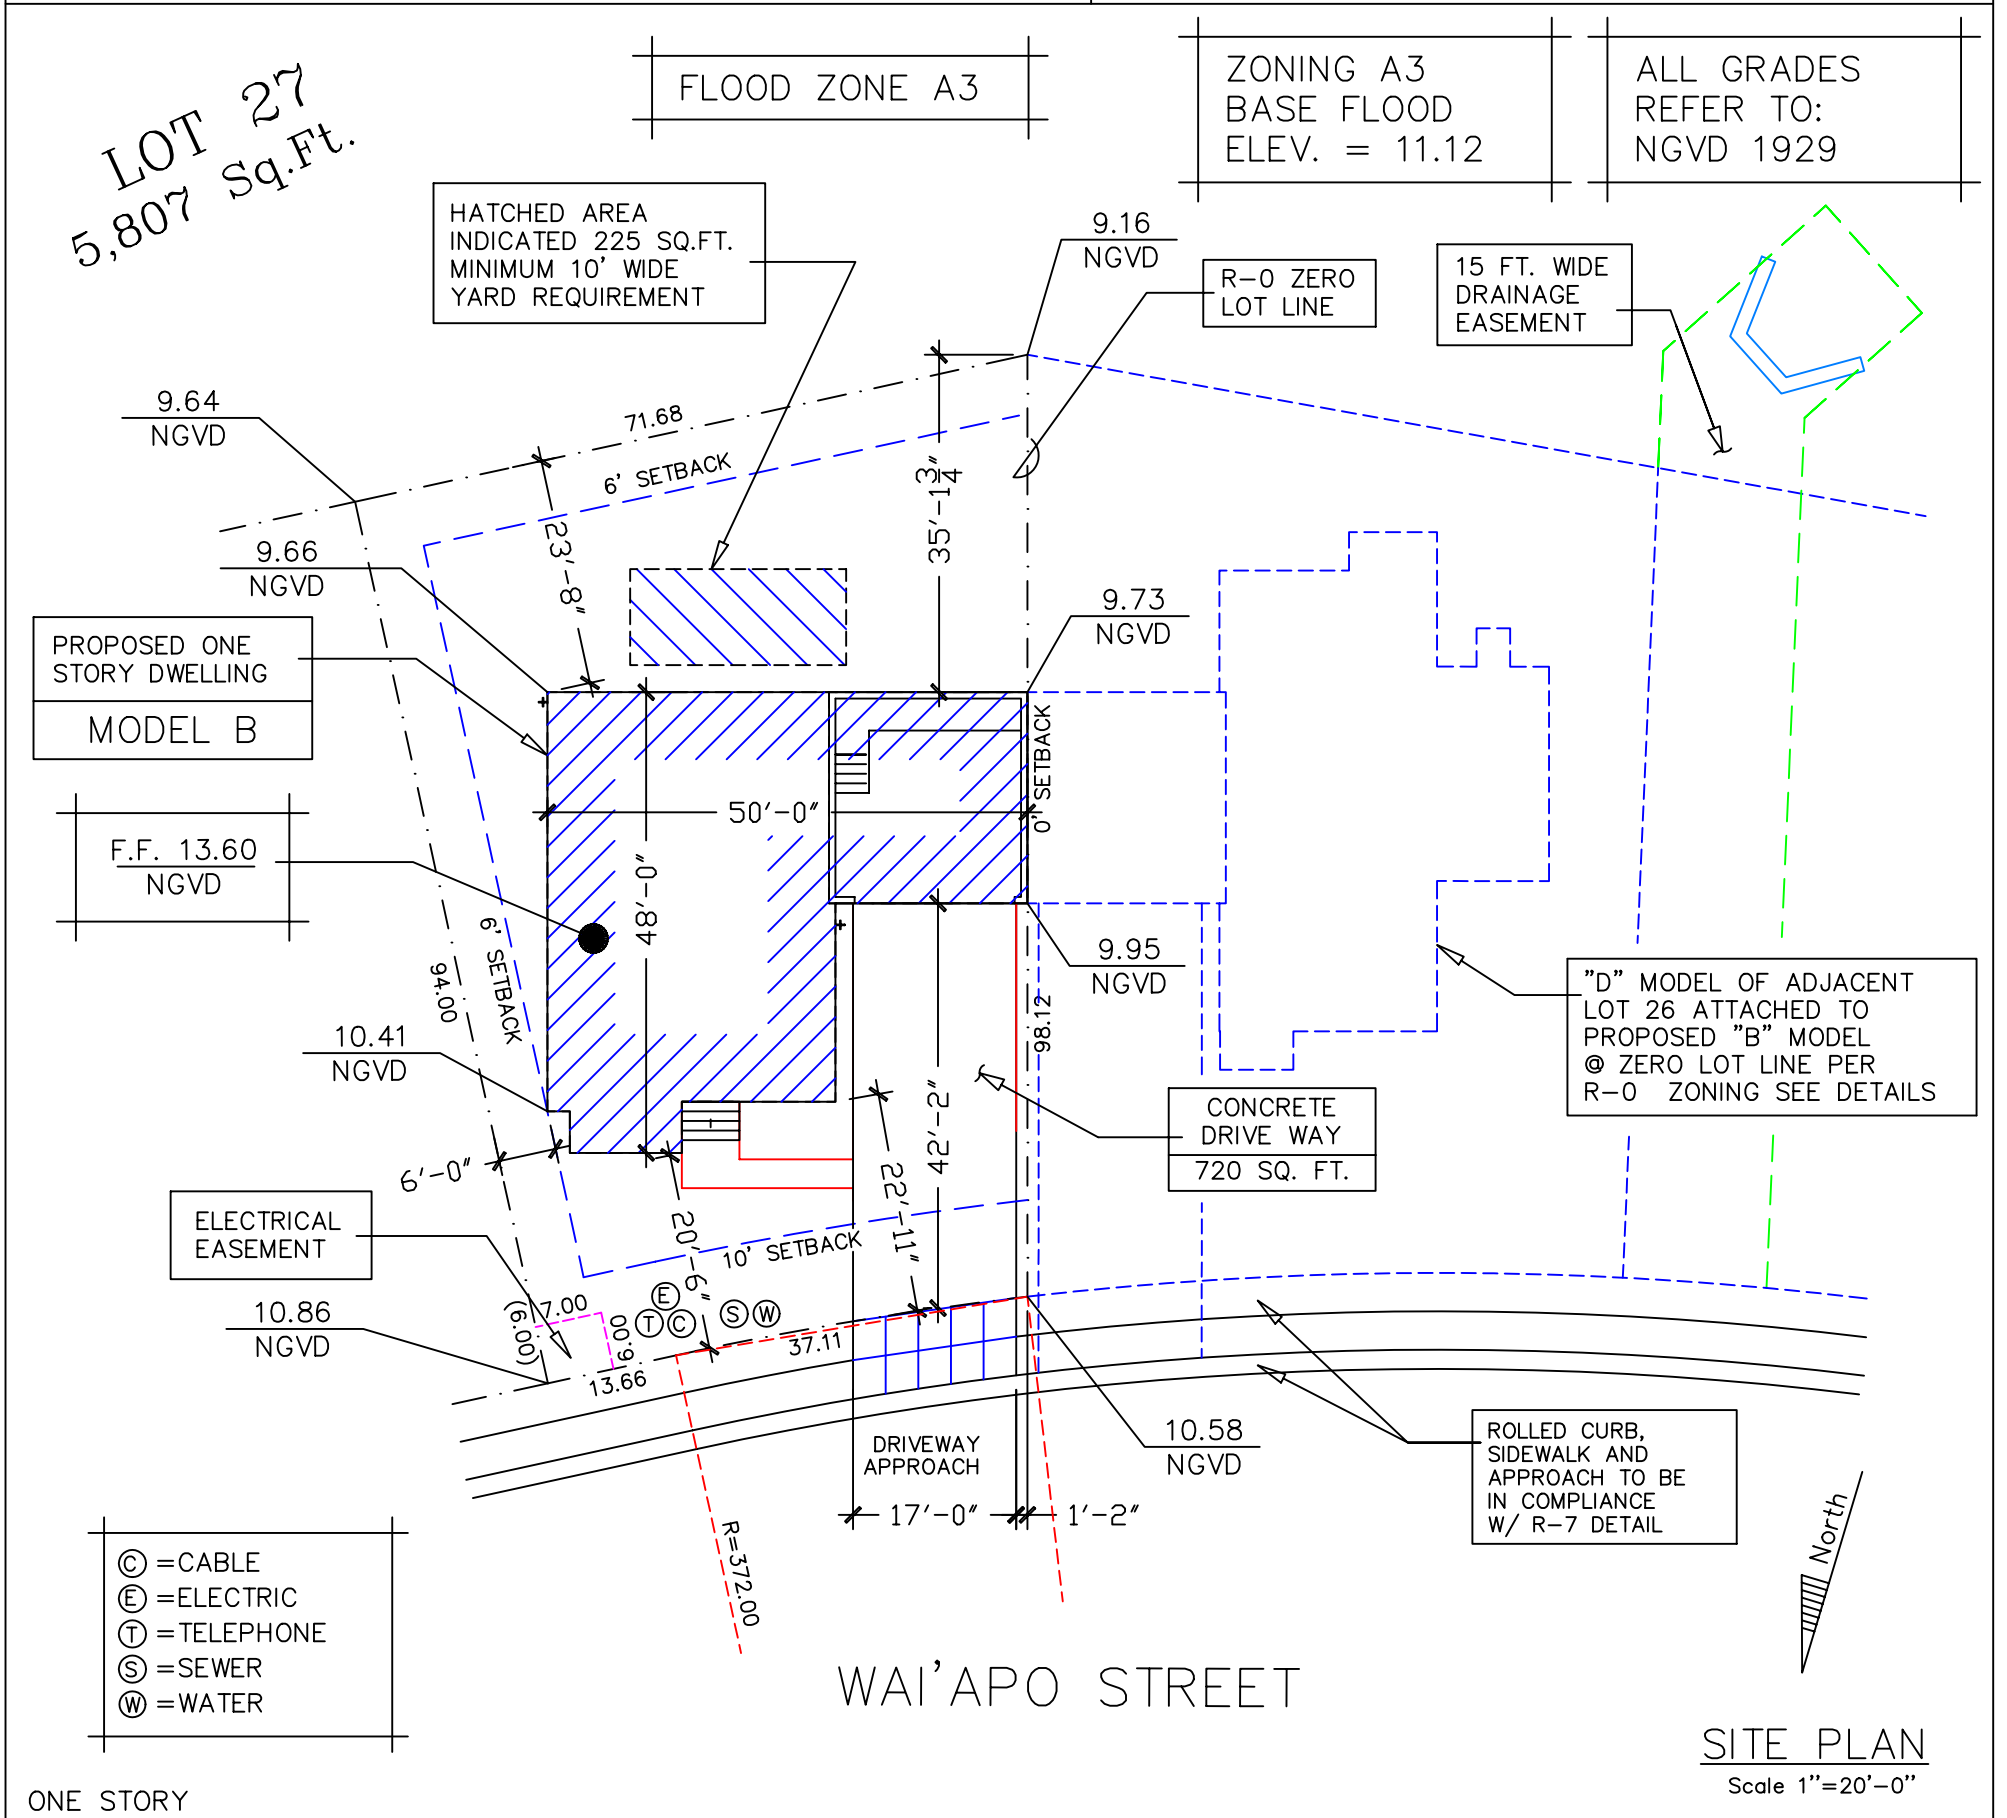 LOT 27
5,807 Sq.Ft.
FLOOD ZONE A3
ZONING A3
BASE FLOOD
ELEV. = 11.12
ALL GRADES
REFER TO:
NGVD 1929
HATCHED AREA
INDICATED 225 SQ.FT.
MINIMUM 10' WIDE
YARD REQUIREMENT
9.16
NGVD
R-0 ZERO
LOT LINE
15 FT. WIDE
DRAINAGE
EASEMENT
9.64
NGVD
71.68
6' SETBACK
23'-8"
35'-1 3/4"
9.66
NGVD
9.73
NGVD
PROPOSED ONE
STORY DWELLING
MODEL B
0' SETBACK
50'-0"
48'-0"
F.F. 13.60
NGVD
6' SETBACK
94.00
9.95
NGVD
98.12
"D" MODEL OF ADJACENT
LOT 26 ATTACHED TO
PROPOSED "B" MODEL
@ ZERO LOT LINE PER
R-0 ZONING SEE DETAILS
10.41
NGVD
42'-2"
CONCRETE
DRIVE WAY
720 SQ. FT.
6'-0"
22'-11"
20'-6"
10' SETBACK
ELECTRICAL
EASEMENT
7.00
6.00
(6.00)
E
T C S W
37.11
13.66
10.86
NGVD
10.58
NGVD
DRIVEWAY
APPROACH
17'-0"
1'-2"
R=372.00
ROLLED CURB,
SIDEWALK AND
APPROACH TO BE
IN COMPLIANCE
W/ R-7 DETAIL
North
C =CABLE
E =ELECTRIC
T =TELEPHONE
S =SEWER
W =WATER
WAI'APO STREET
SITE PLAN
Scale 1"=20'-0"
ONE STORY